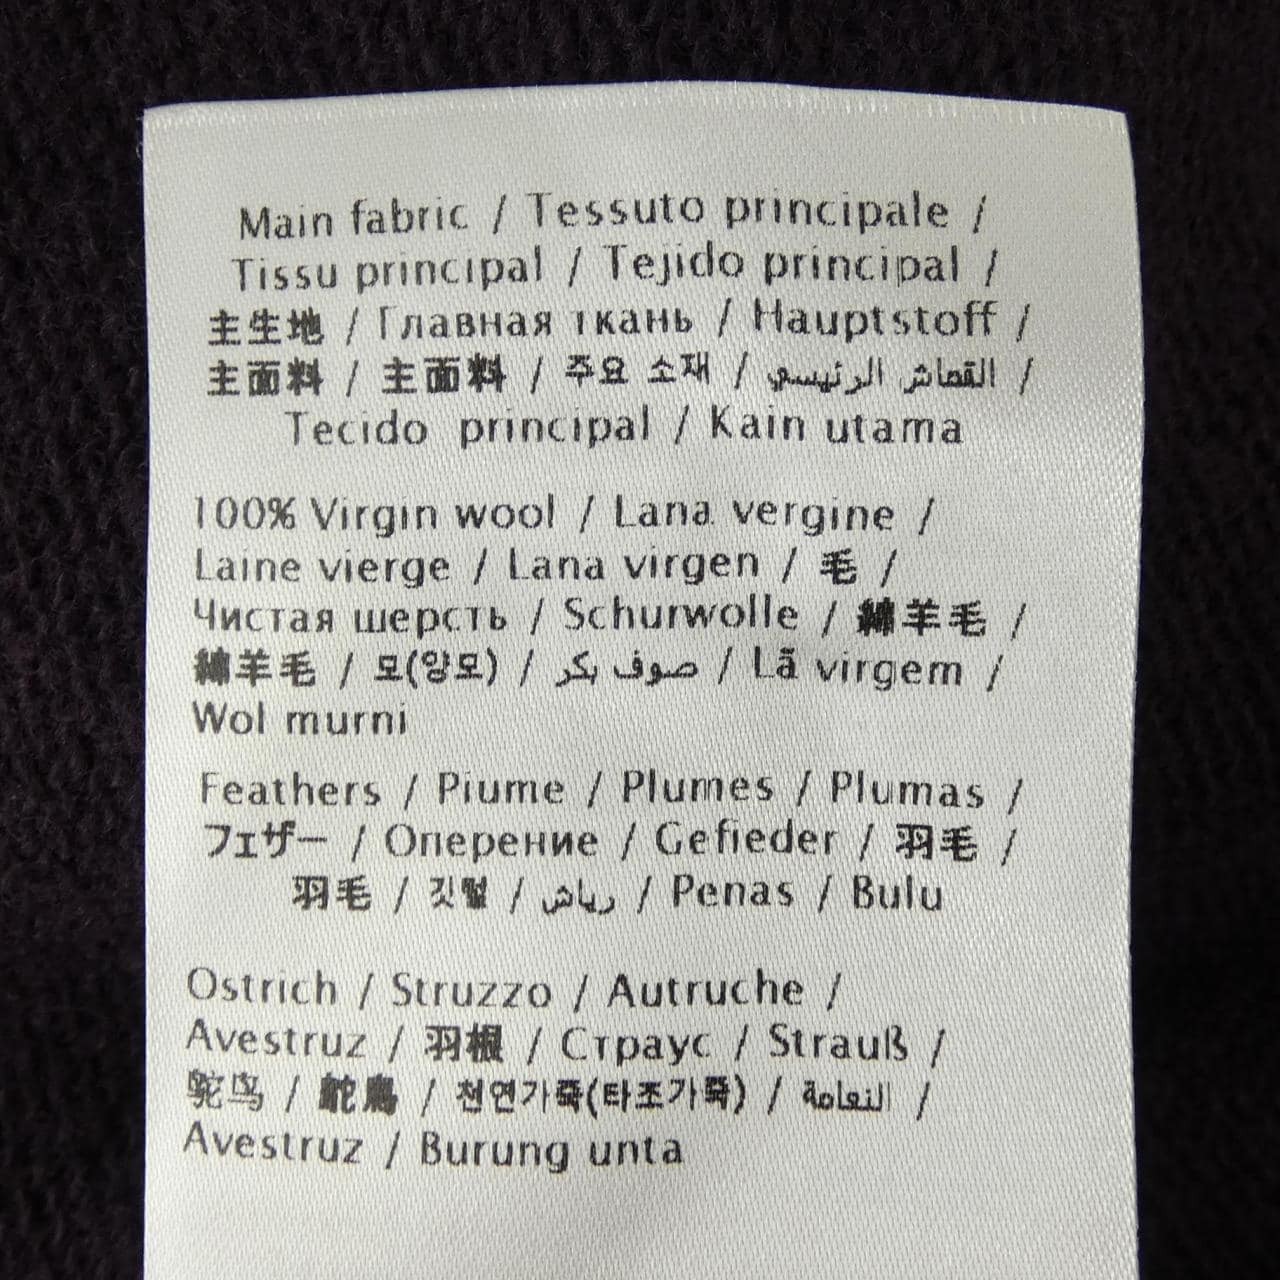 Main fabric / Tessuto principale /
Tissu principal / Tejido principal /
主生地 / Главная ткань / Hauptstoff /
主面料 / 主面料 / 주요 소재 / القماش الرئيسي /
Tecido principal / Kain utama
100% Virgin wool / Lana vergine /
Laine vierge / Lana virgen / 毛 /
Чистая шерсть / Schurwolle / 綿羊毛 /
綿羊毛 / 모(양모) / صوف بكر / Lã virgem /
Wol murni
Feathers / Piume / Plumes / Plumas /
フェザー / Оперение / Gefieder / 羽毛 /
羽毛 / 깃털 / رياش / Penas / Bulu
Ostrich / Struzzo / Autruche /
Avestruz / 羽根 / Страус / Strauß /
鸵鸟 / 鴕鳥 / 천연가죽(타조가죽) / النعامة /
Avestruz / Burung unta